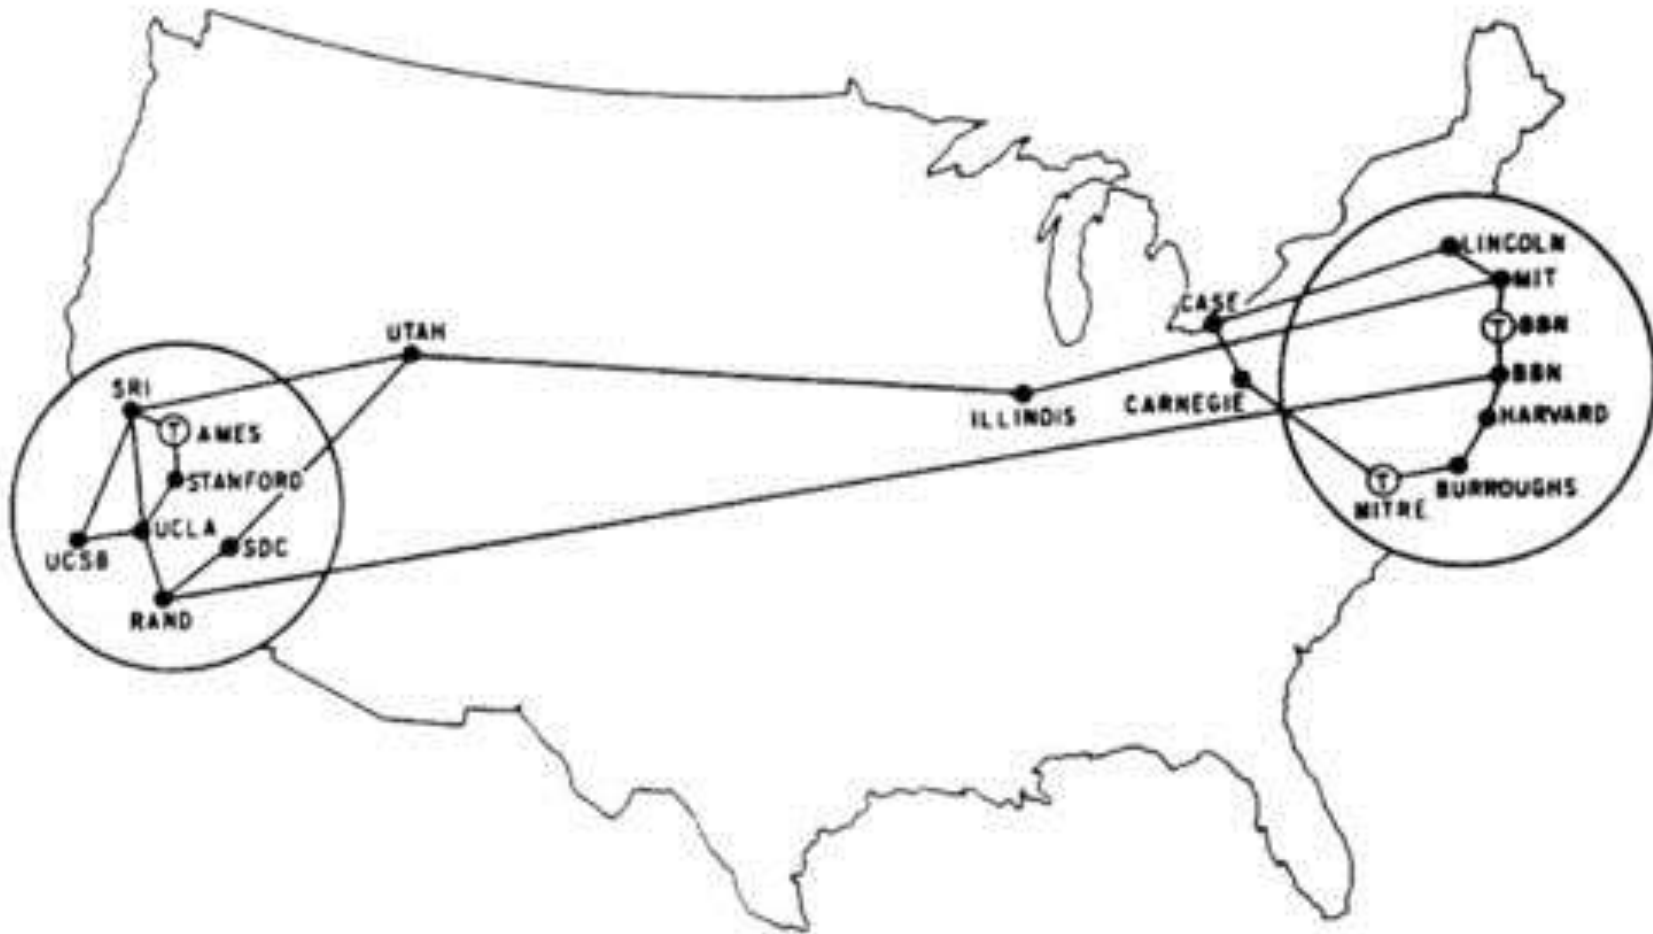 LINCOLN
MIT
CASE
T BBN
UTAH
BBN
SRI
CARNEGIE
ILLINOIS
HARVARD
T AMES
STANFORD
T
BURROUGHS
MITRE
UCLA
SDC
UCSB
RAND